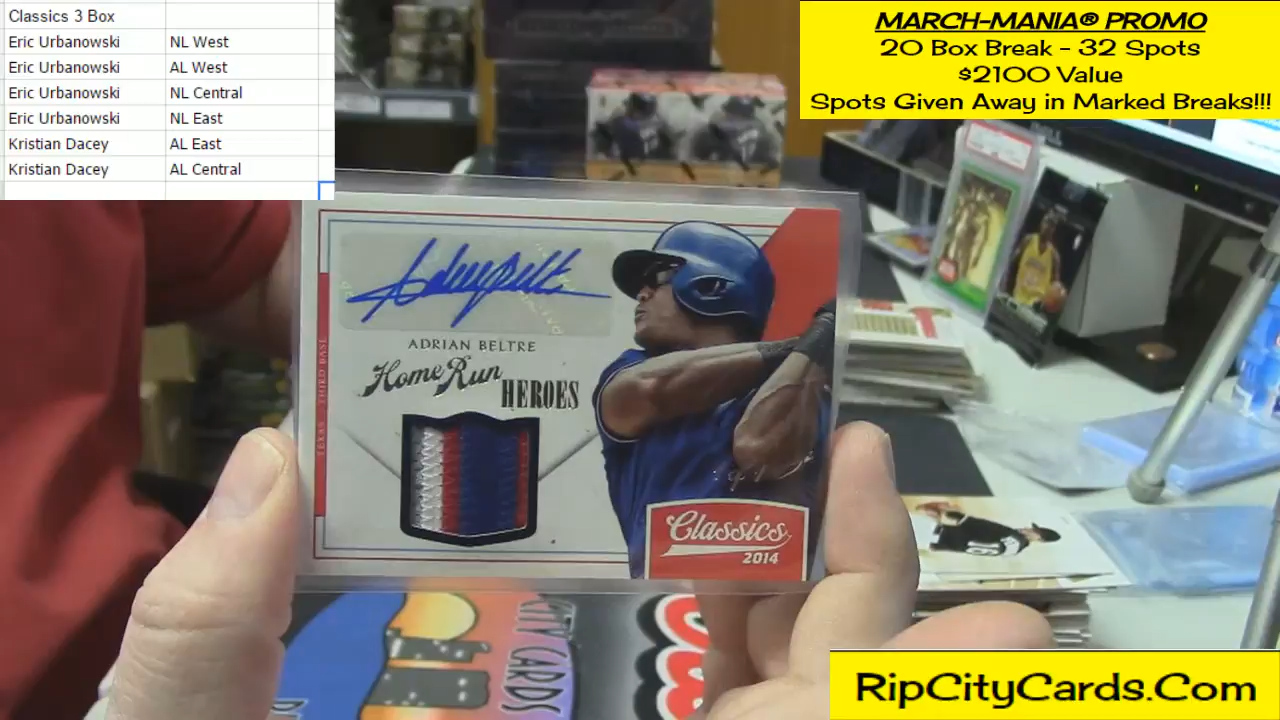 Classics 3 Box
Eric Urbanowski NL West
Eric Urbanowski AL West
Eric Urbanowski NL Central
Eric Urbanowski NL East
Kristian Dacey AL East
Kristian Dacey AL Central
MARCH-MANIA® PROMO
20 Box Break - 32 Spots
$2100 Value
Spots Given Away in Marked Breaks!!!
ADRIAN BELTRE
Home Run
HEROES
TEXAS THIRD BASE
Classics
2014
CITY CARDS
RipCityCards.Com